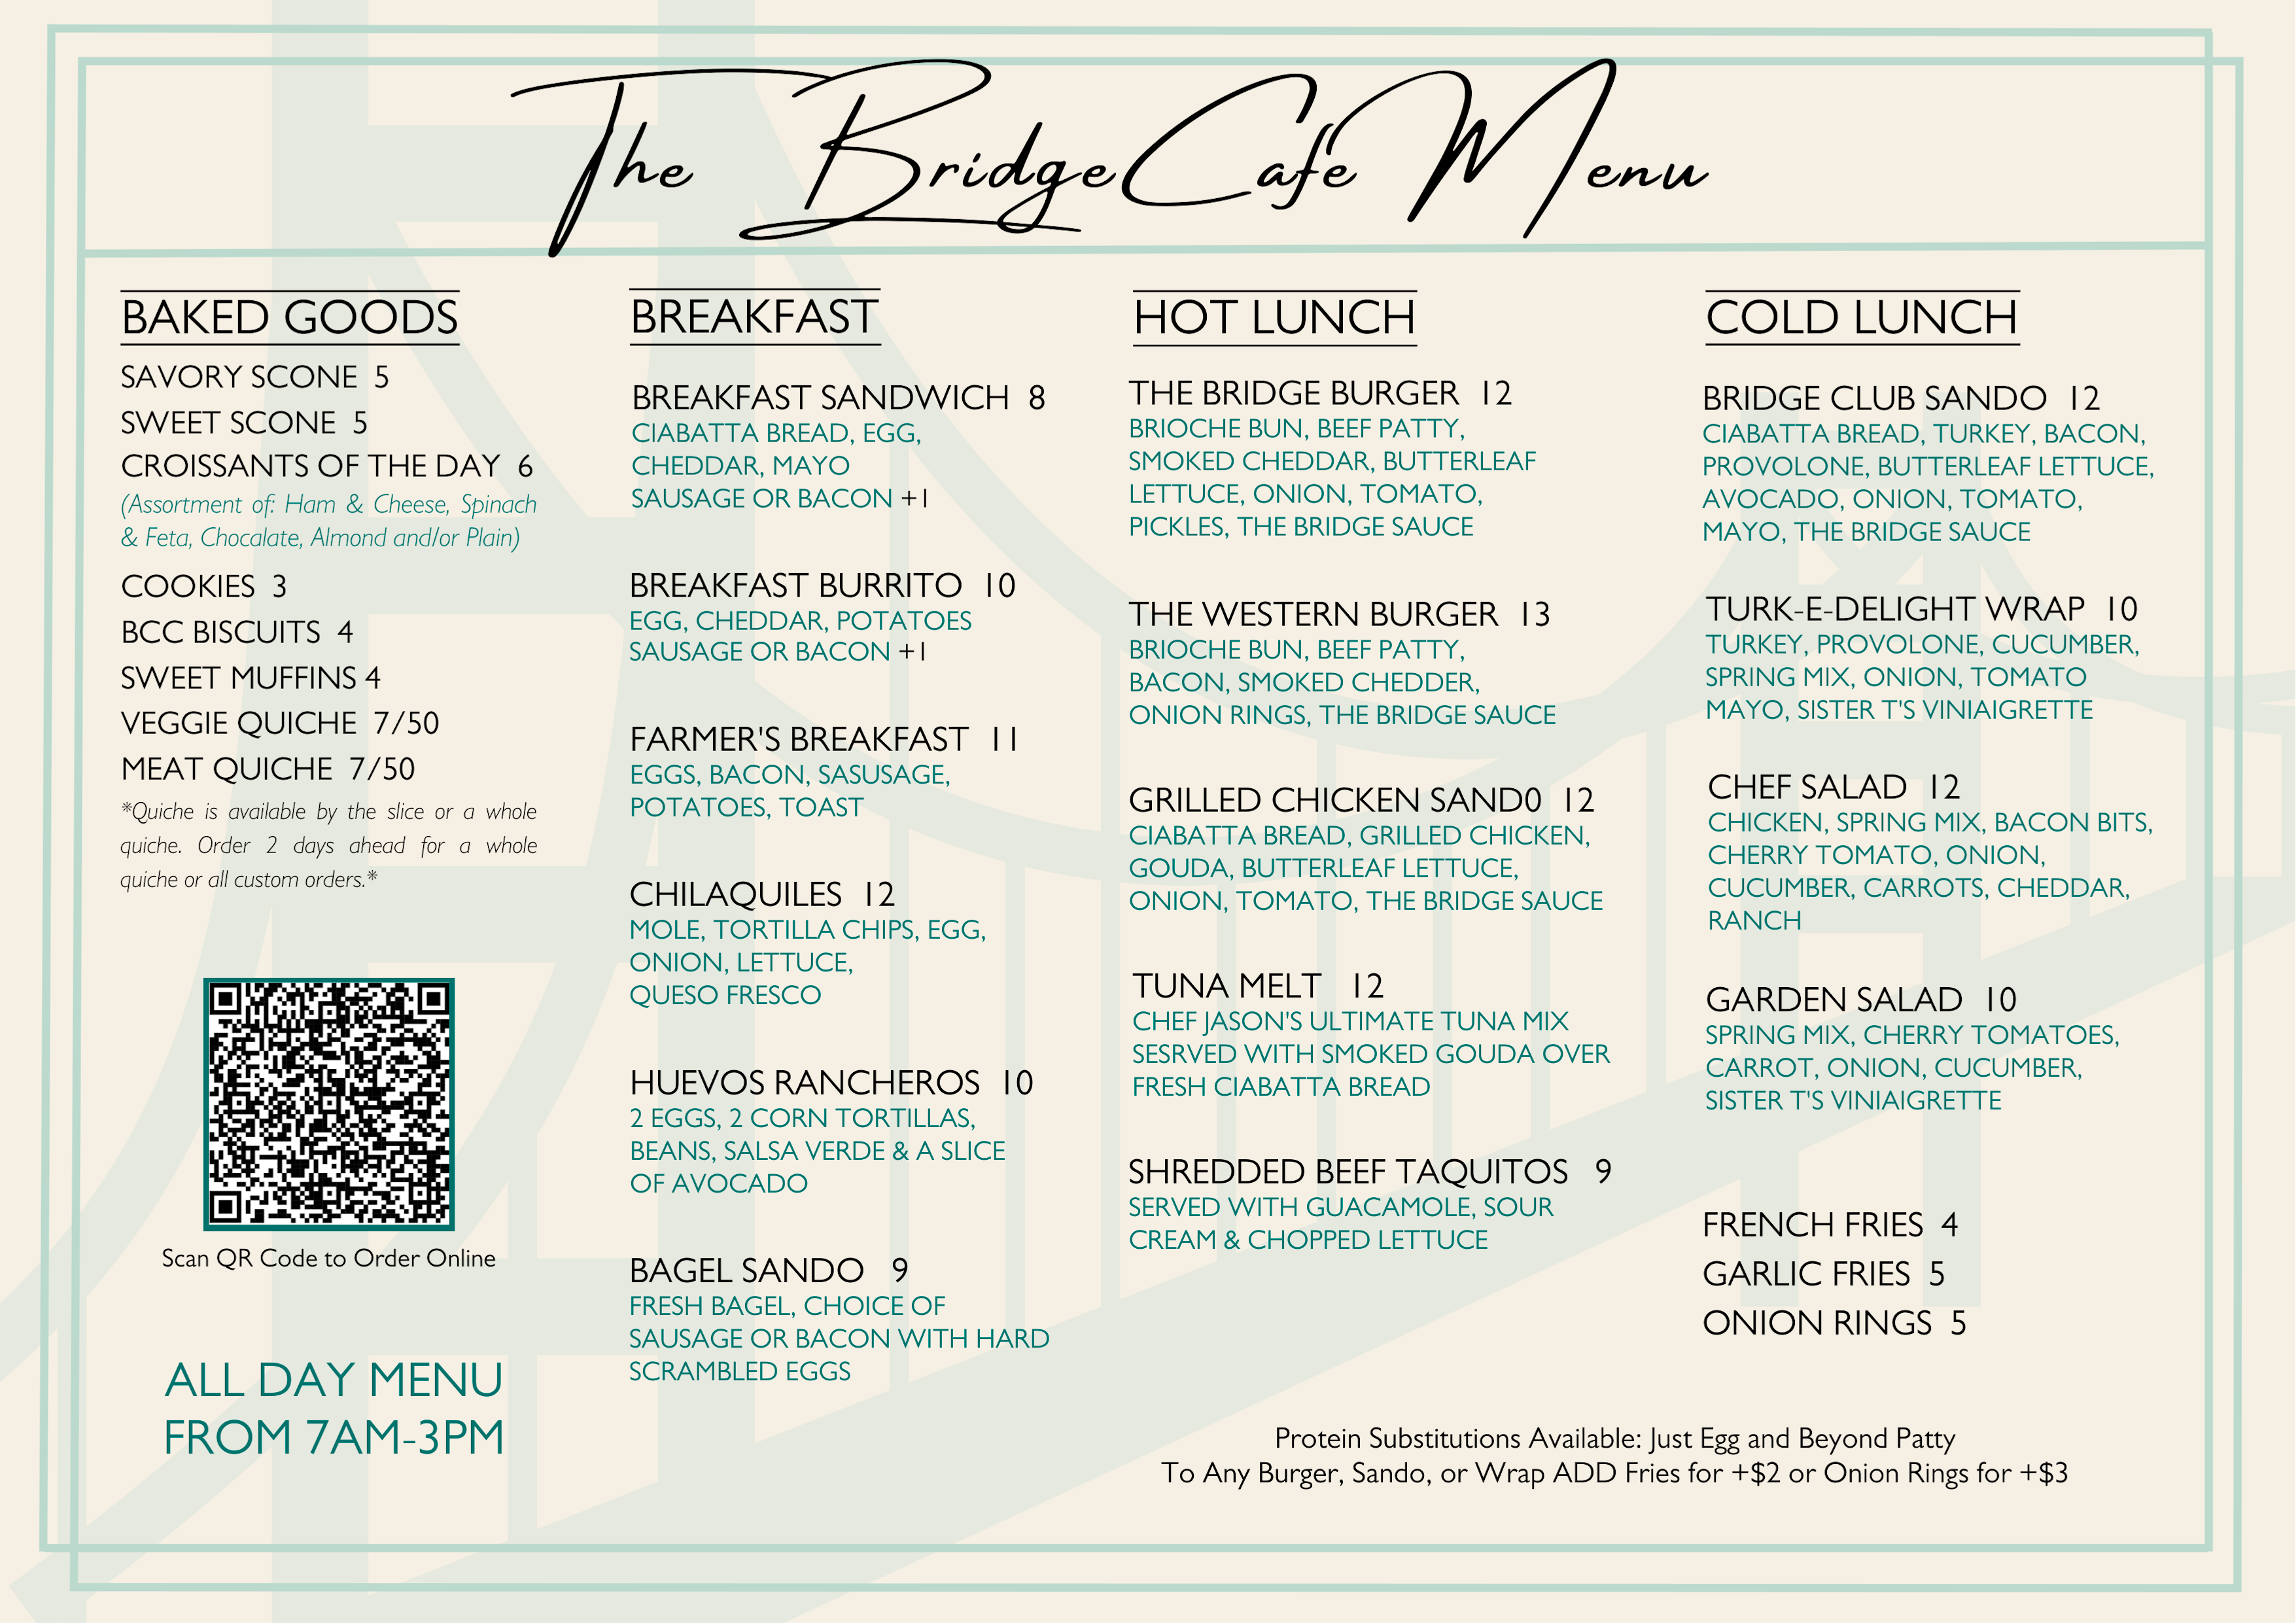 The Bridge Cafe Menu
BAKED GOODS
SAVORY SCONE 5
SWEET SCONE 5
CROISSANTS OF THE DAY 6
(Assortment of: Ham & Cheese, Spinach
& Feta, Chocalate, Almond and/or Plain)
COOKIES 3
BCC BISCUITS 4
SWEET MUFFINS 4
VEGGIE QUICHE 7/50
MEAT QUICHE 7/50
*Quiche is available by the slice or a whole
quiche. Order 2 days ahead for a whole
quiche or all custom orders.*
Scan QR Code to Order Online
ALL DAY MENU
FROM 7AM-3PM
BREAKFAST
BREAKFAST SANDWICH 8
CIABATTA BREAD, EGG,
CHEDDAR, MAYO
SAUSAGE OR BACON +1
BREAKFAST BURRITO 10
EGG, CHEDDAR, POTATOES
SAUSAGE OR BACON +1
FARMER'S BREAKFAST 11
EGGS, BACON, SASUSAGE,
POTATOES, TOAST
CHILAQUILES 12
MOLE, TORTILLA CHIPS, EGG,
ONION, LETTUCE,
QUESO FRESCO
HUEVOS RANCHEROS 10
2 EGGS, 2 CORN TORTILLAS,
BEANS, SALSA VERDE & A SLICE
OF AVOCADO
BAGEL SANDO 9
FRESH BAGEL, CHOICE OF
SAUSAGE OR BACON WITH HARD
SCRAMBLED EGGS
HOT LUNCH
THE BRIDGE BURGER 12
BRIOCHE BUN, BEEF PATTY,
SMOKED CHEDDAR, BUTTERLEAF
LETTUCE, ONION, TOMATO,
PICKLES, THE BRIDGE SAUCE
THE WESTERN BURGER 13
BRIOCHE BUN, BEEF PATTY,
BACON, SMOKED CHEDDER,
ONION RINGS, THE BRIDGE SAUCE
GRILLED CHICKEN SAND0 12
CIABATTA BREAD, GRILLED CHICKEN,
GOUDA, BUTTERLEAF LETTUCE,
ONION, TOMATO, THE BRIDGE SAUCE
TUNA MELT 12
CHEF JASON'S ULTIMATE TUNA MIX
SESRVED WITH SMOKED GOUDA OVER
FRESH CIABATTA BREAD
SHREDDED BEEF TAQUITOS 9
SERVED WITH GUACAMOLE, SOUR
CREAM & CHOPPED LETTUCE
COLD LUNCH
BRIDGE CLUB SANDO 12
CIABATTA BREAD, TURKEY, BACON,
PROVOLONE, BUTTERLEAF LETTUCE,
AVOCADO, ONION, TOMATO,
MAYO, THE BRIDGE SAUCE
TURK-E-DELIGHT WRAP 10
TURKEY, PROVOLONE, CUCUMBER,
SPRING MIX, ONION, TOMATO
MAYO, SISTER T'S VINIAIGRETTE
CHEF SALAD 12
CHICKEN, SPRING MIX, BACON BITS,
CHERRY TOMATO, ONION,
CUCUMBER, CARROTS, CHEDDAR,
RANCH
GARDEN SALAD 10
SPRING MIX, CHERRY TOMATOES,
CARROT, ONION, CUCUMBER,
SISTER T'S VINIAIGRETTE
FRENCH FRIES 4
GARLIC FRIES 5
ONION RINGS 5
Protein Substitutions Available: Just Egg and Beyond Patty
To Any Burger, Sando, or Wrap ADD Fries for +$2 or Onion Rings for +$3